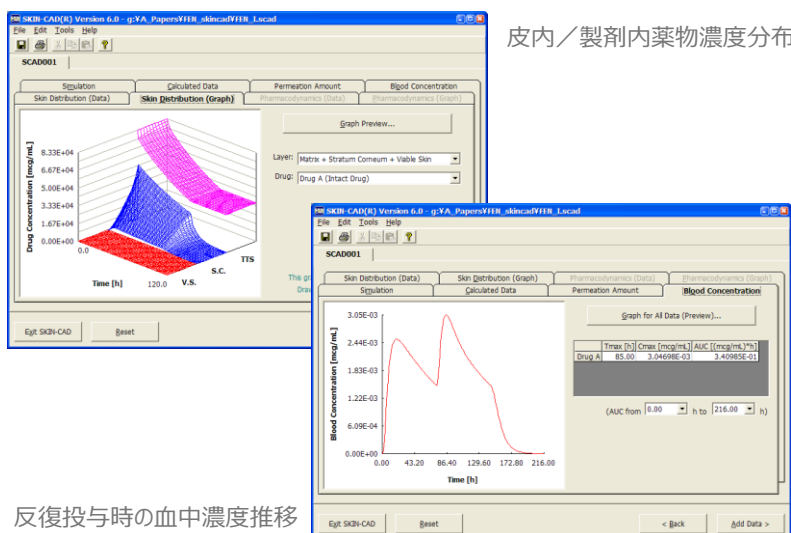 SKIN-CAD(R) Version 6.0 - g:¥A_Papers¥FEN_skincad¥FEN_I.scad
File Edit Tools Help
SCAD001
Simulation Calculated Data Permeation Amount Blood Concentration
Skin Distribution (Data) Skin Distribution (Graph) Pharmacodynamics (Data) Pharmacodynamics (Graph)
Graph Preview...
Layer: Matrix + Stratum Corneum + Viable Skin
Drug: Drug A (Intact Drug)
Drug Concentration [mcg/mL]
8.33E+04
6.67E+04
5.00E+04
3.33E+04
1.67E+04
0.00E+00
0.0
Time [h]
120.0
V.S.
S.C.
TTS
This gra
Draw
Exit SKIN-CAD Reset
皮内／製剤内薬物濃度分布
SKIN-CAD(R) Version 6.0 - g:¥A_Papers¥FEN_skincad¥FEN_I.scad
File Edit Tools Help
SCAD001
Skin Distribution (Data) Skin Distribution (Graph) Pharmacodynamics (Data) Pharmacodynamics (Graph)
Simulation Calculated Data Permeation Amount Blood Concentration
Graph for All Data (Preview)...
Blood Concentration [mcg/mL]
3.05E-03
2.44E-03
1.83E-03
1.22E-03
6.09E-04
0.00E+00
0.00 43.20 86.40 129.60 172.80 216.00
Time [h]
Tmax [h] Cmax [mcg/mL] AUC [(mcg/mL)*h]
Drug A 85.00 3.04698E-03 3.40985E-01
(AUC from 0.00 h to 216.00 h)
Exit SKIN-CAD Reset < Back Add Data >
反復投与時の血中濃度推移